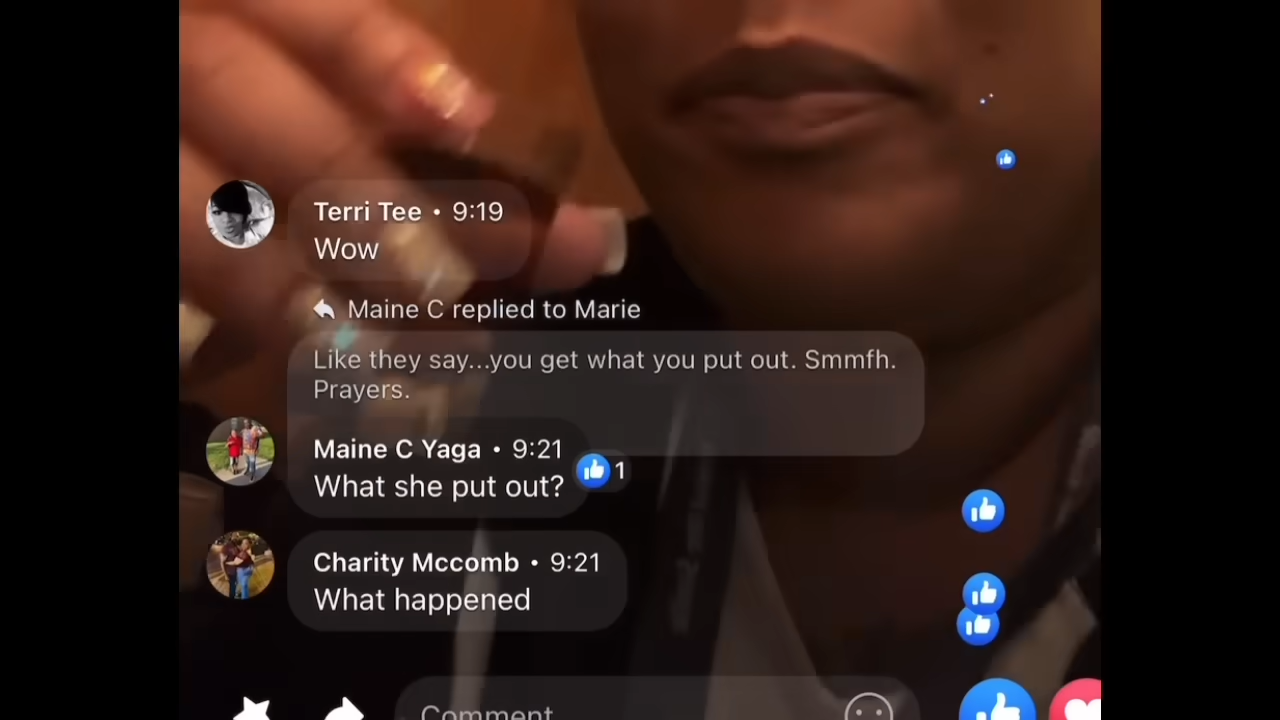 Terri Tee • 9:19
Wow
Maine C replied to Marie
Like they say...you get what you put out. Smmfh.
Prayers.
Maine C Yaga • 9:21
What she put out?
1
Charity Mccomb • 9:21
What happened
Comment